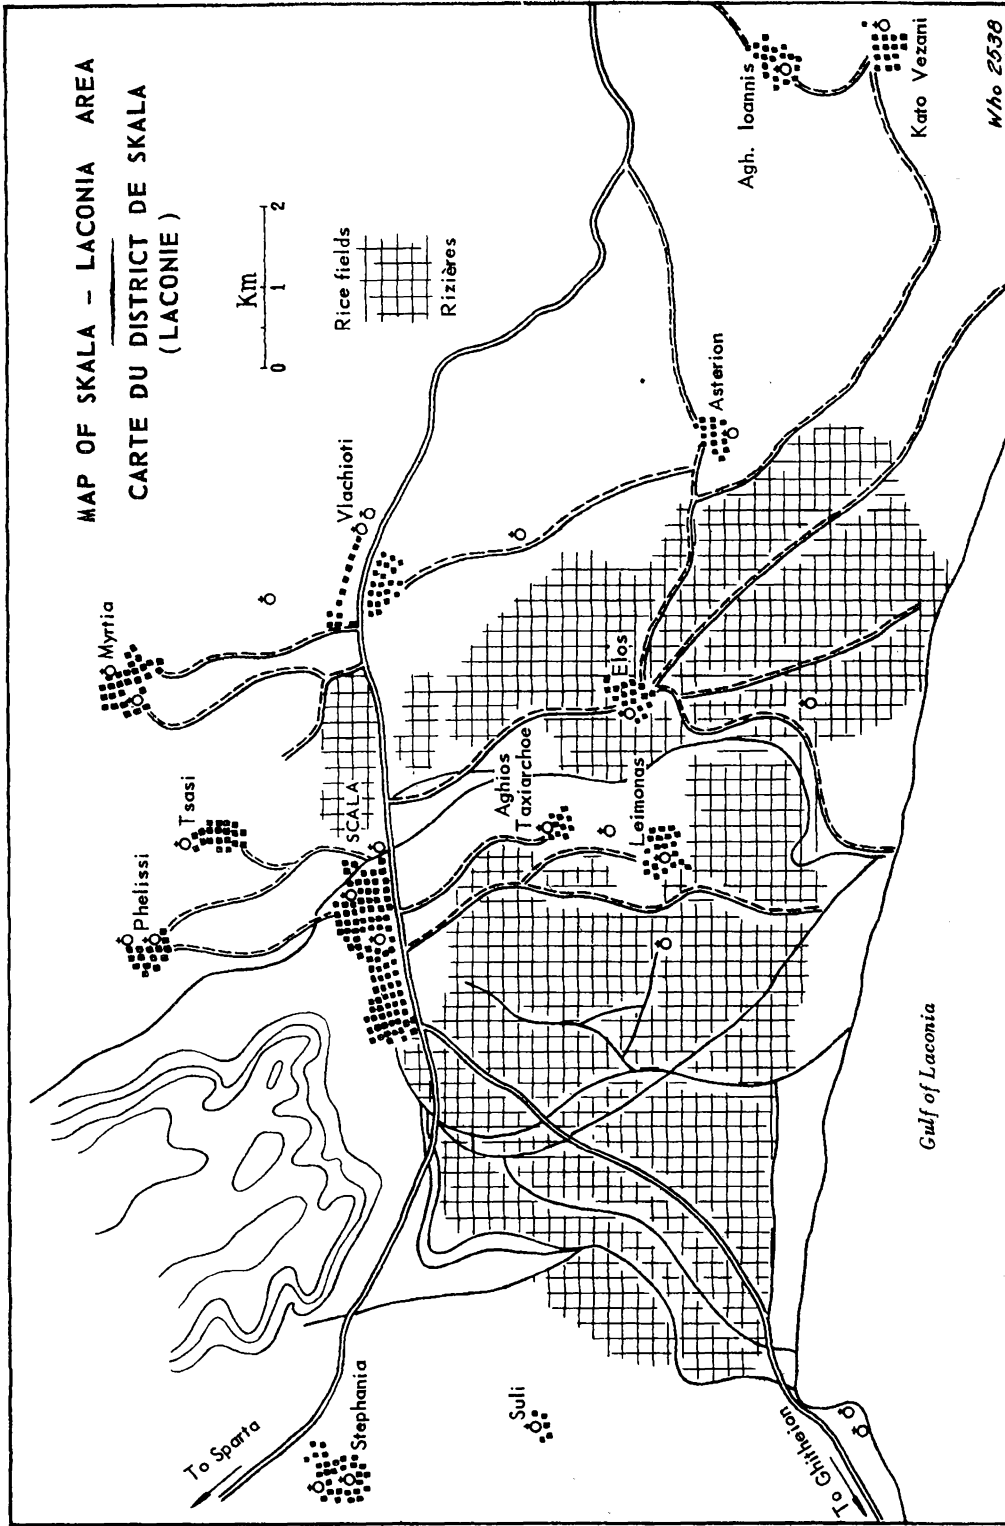 MAP OF SKALA – LACONIA AREA
CARTE DU DISTRICT DE SKALA
(LACONIE)
Km
0 1 2
Rice fields
Rizières
To Sparta
Stephania
Suli
To Ghitheion
Phelissi
Tsasi
Myrtia
SCALA
Vlachioti
Aghios
Taxiarchoe
Leimonas
Elos
Asterion
Agh. Ioannis
Kato Vezani
Gulf of Laconia
Who 2538